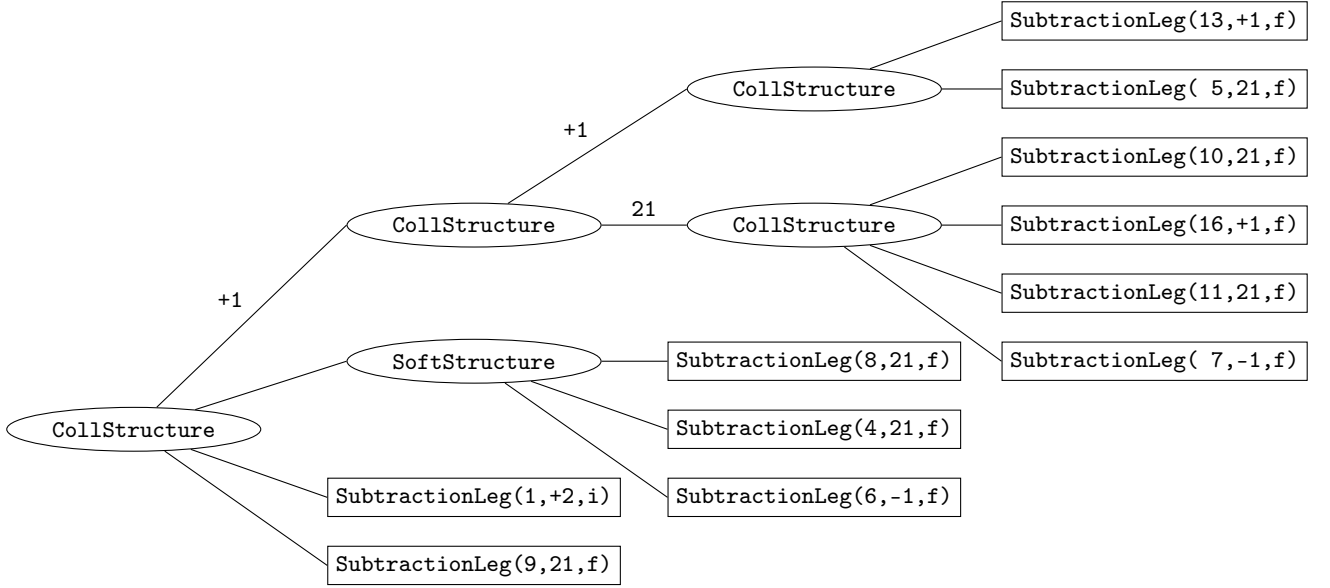 SubtractionLeg(13,+1,f)
CollStructure
SubtractionLeg( 5,21,f)
+1
SubtractionLeg(10,21,f)
CollStructure
21
CollStructure
SubtractionLeg(16,+1,f)
SubtractionLeg(11,21,f)
+1
SubtractionLeg( 7,-1,f)
SoftStructure
SubtractionLeg(8,21,f)
CollStructure
SubtractionLeg(4,21,f)
SubtractionLeg(1,+2,i)
SubtractionLeg(6,-1,f)
SubtractionLeg(9,21,f)